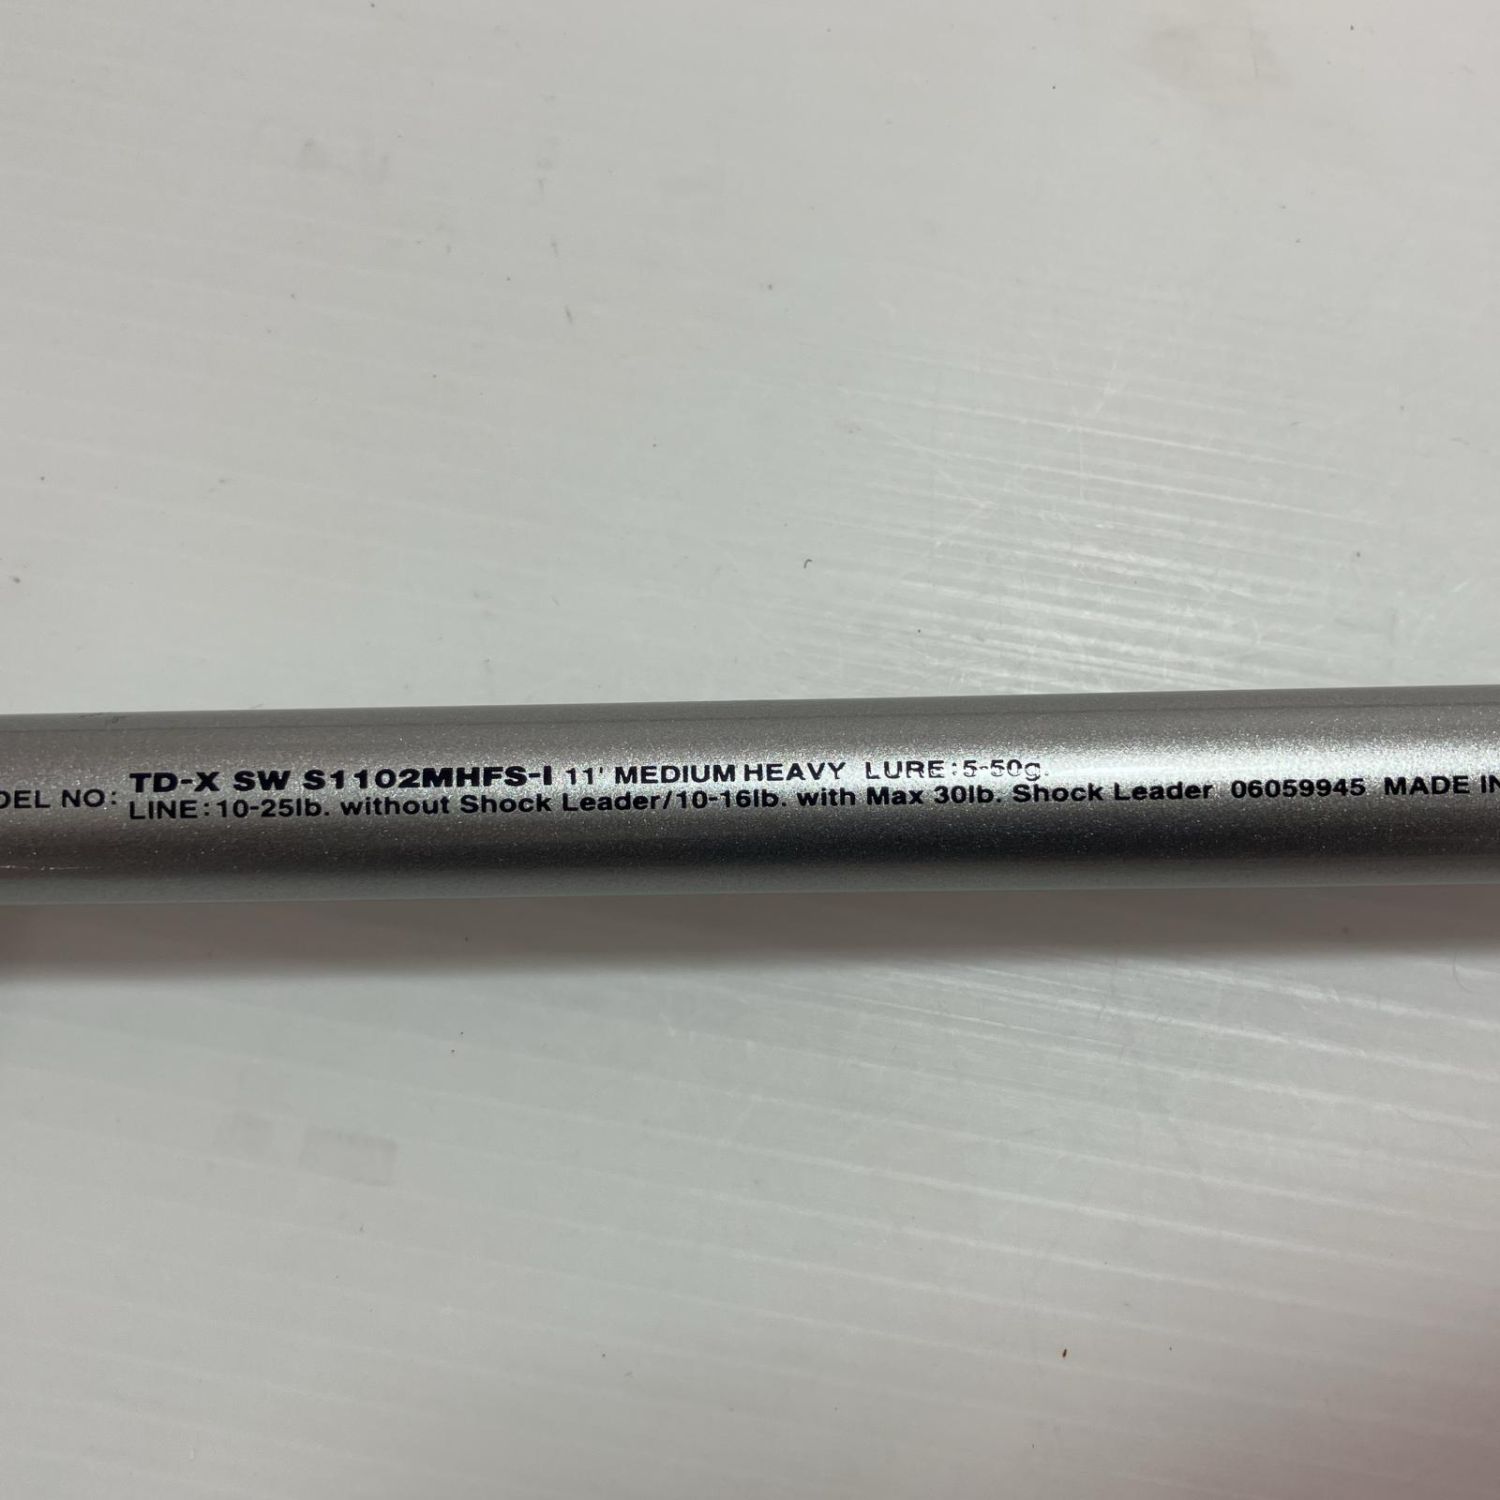 DEL NO: TD-X SW S1102MHFS-I 11' MEDIUM HEAVY LURE:5-50g.
LINE:10-25lb. without Shock Leader/10-16lb. with Max 30lb. Shock Leader 06059945 MADE IN